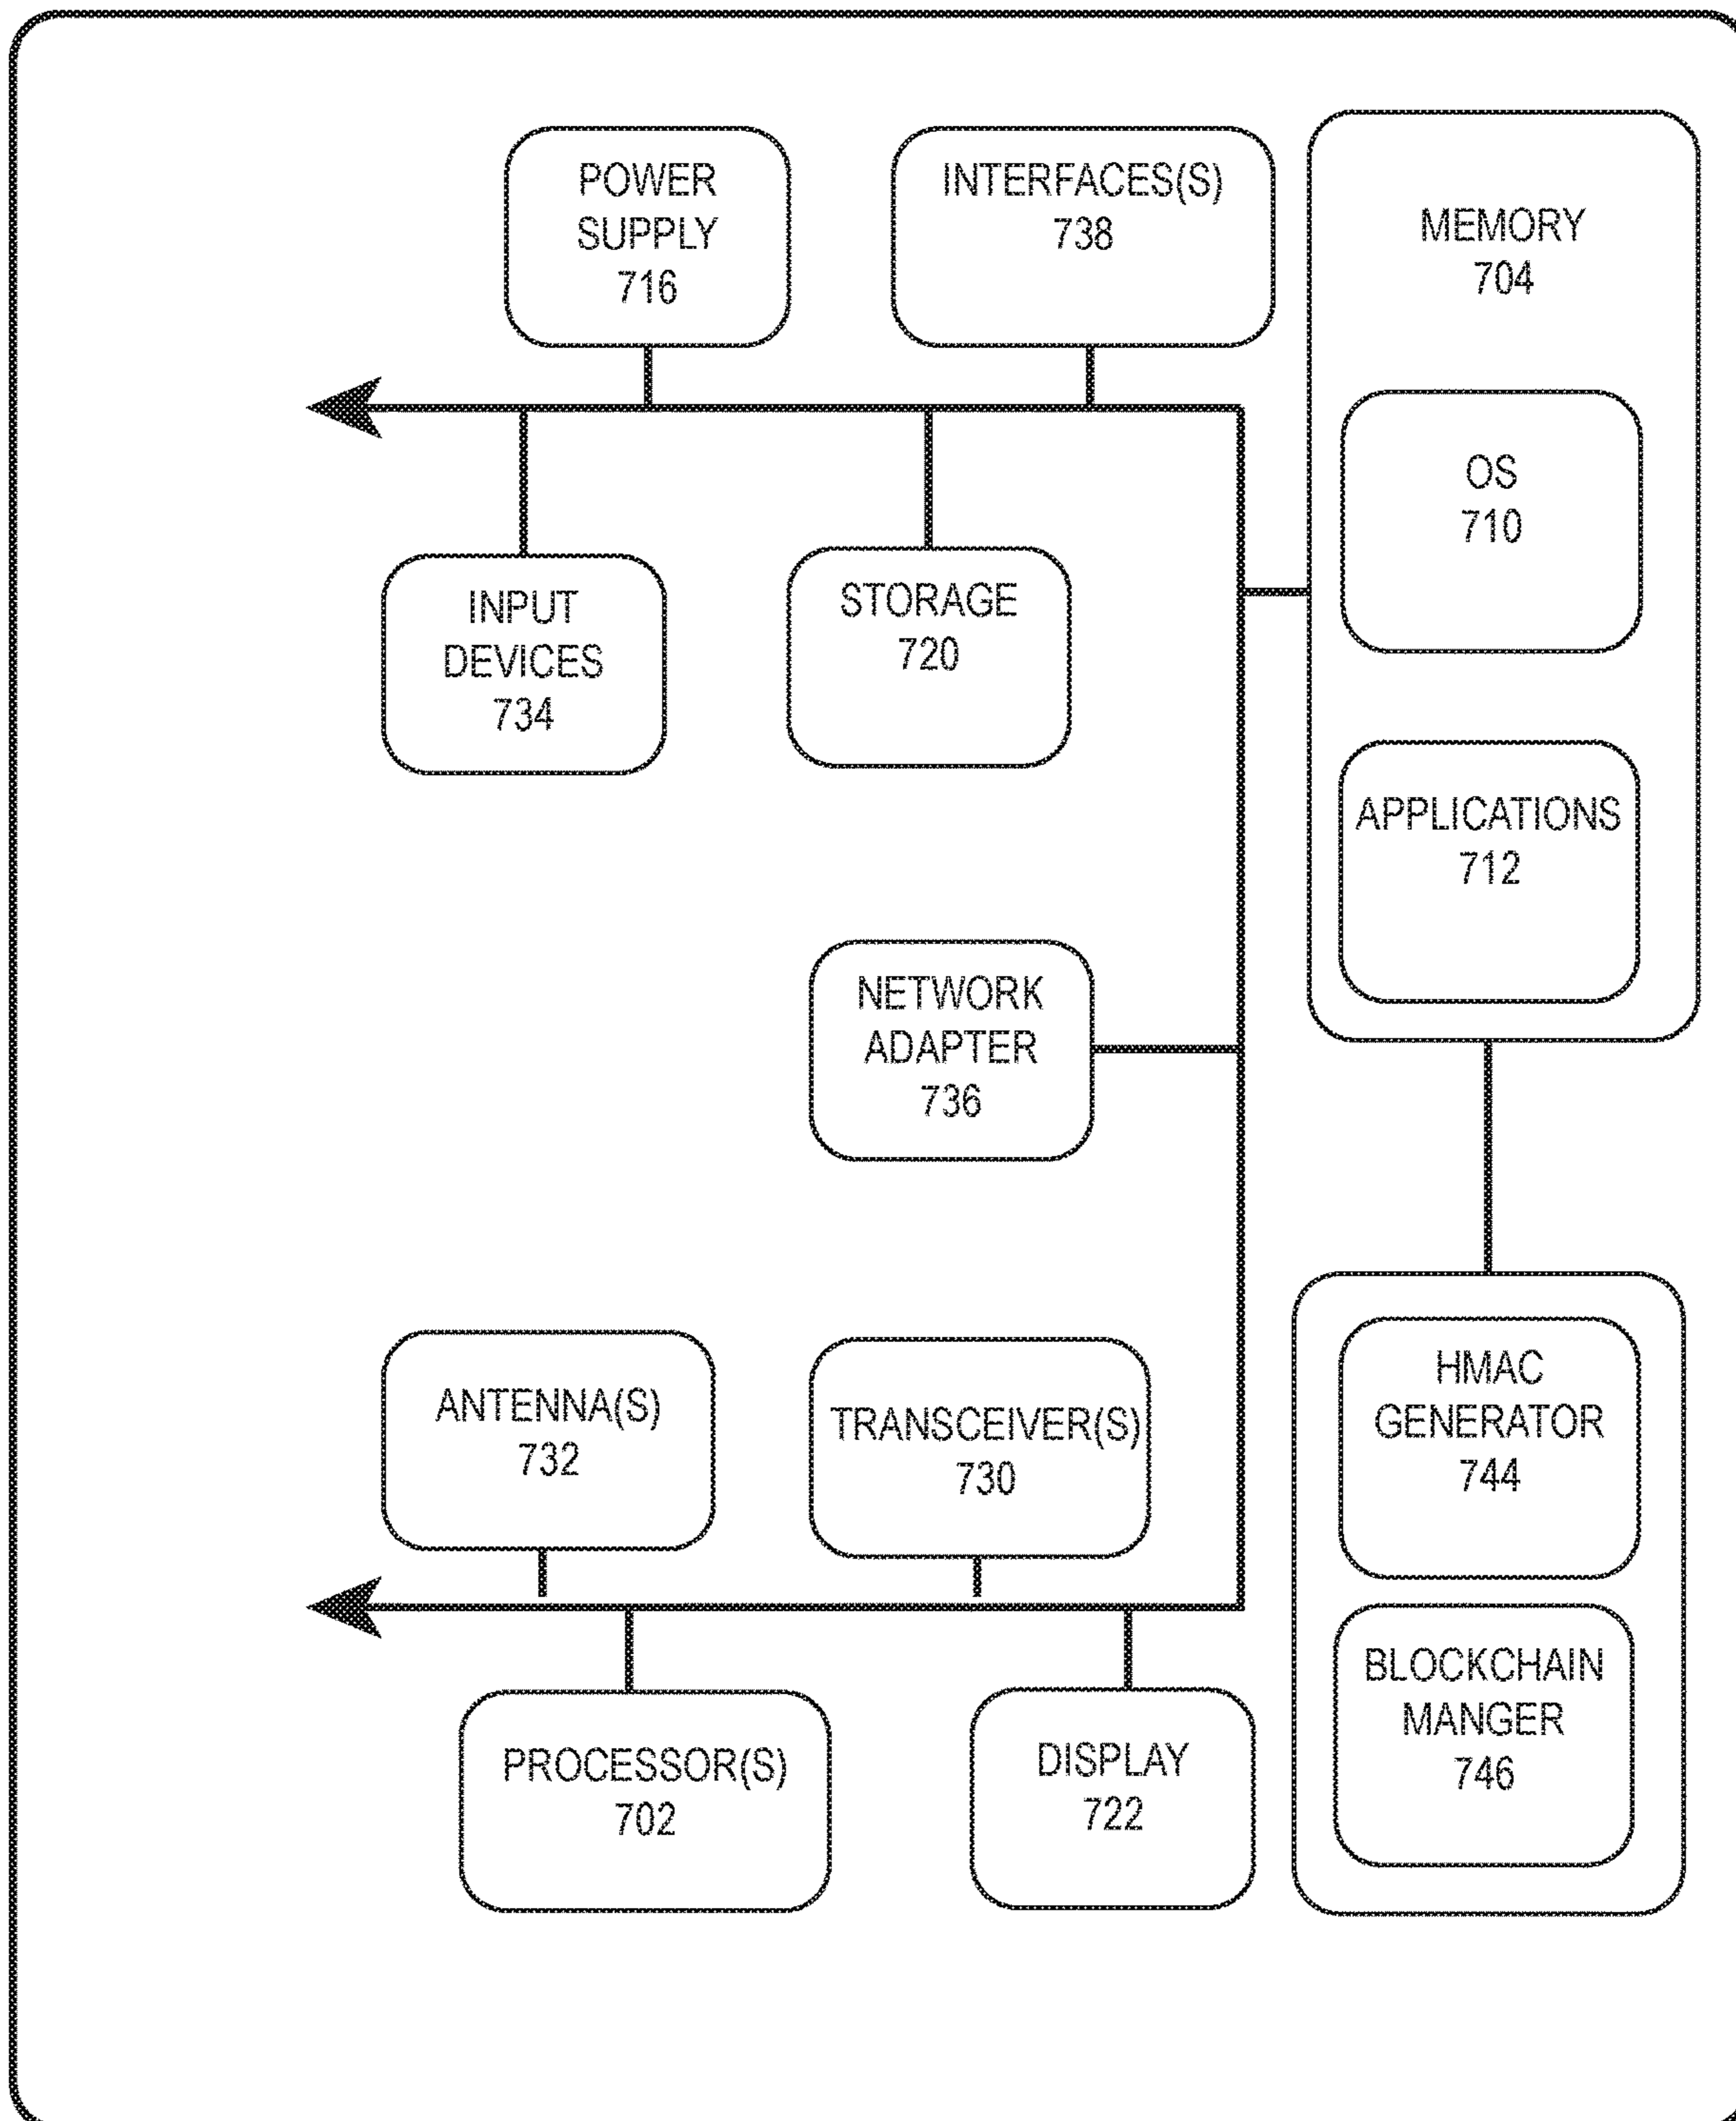 POWER
SUPPLY
716
INTERFACES(S)
738
MEMORY
704
OS
710
INPUT
DEVICES
734
STORAGE
720
APPLICATIONS
712
NETWORK
ADAPTER
736
ANTENNA(S)
732
TRANSCEIVER(S)
730
HMAC
GENERATOR
744
BLOCKCHAIN
MANGER
746
PROCESSOR(S)
702
DISPLAY
722